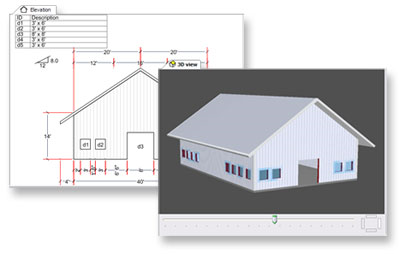 Elevation
ID Description
d1 3' x 6'
d2 3' x 6'
d3 8' x 8'
d4 3' x 6'
d5 3' x 6'
20' 20'
12' 16'
3D view
8.0
12
14'
d1 d2 d3
4'
40'